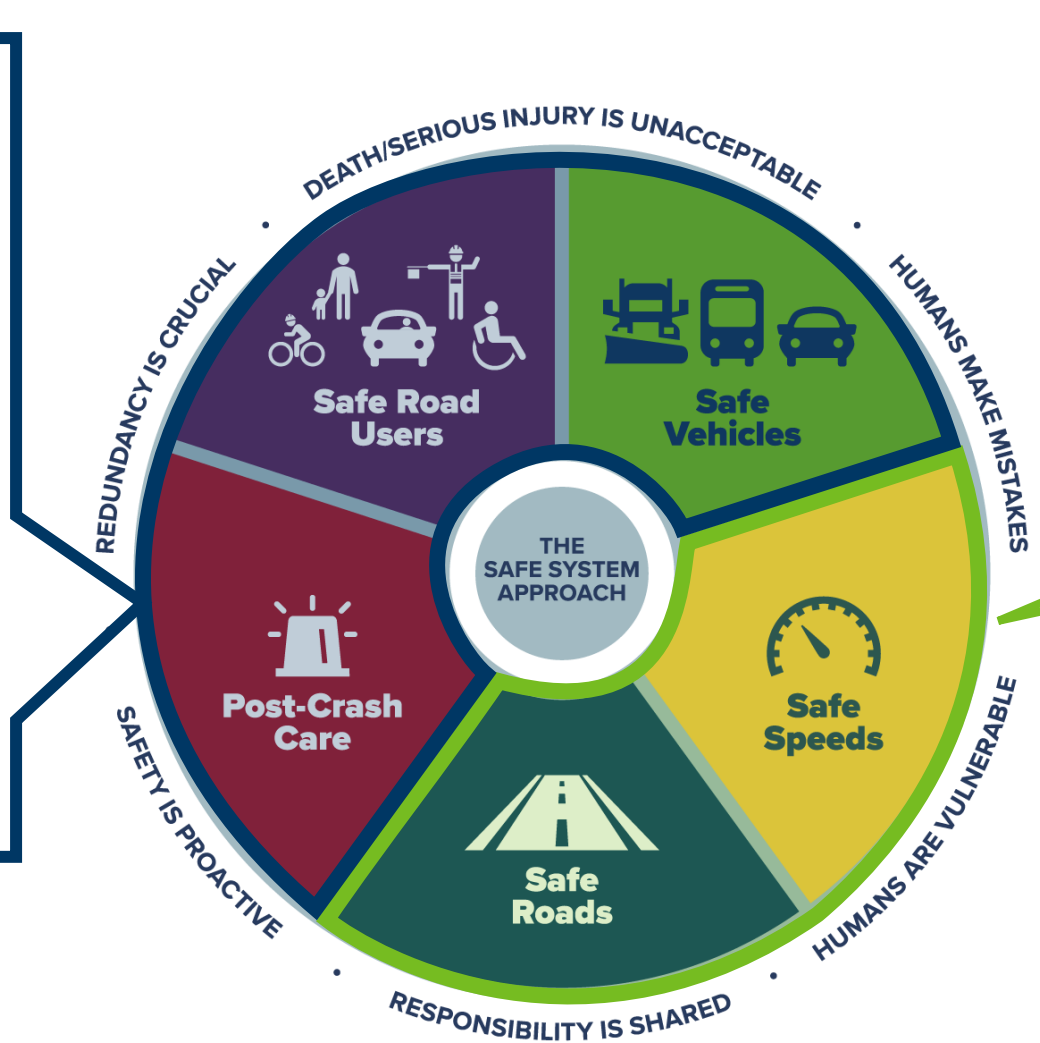 DEATH/SERIOUS INJURY IS UNACCEPTABLE
HUMANS MAKE MISTAKES
HUMANS ARE VULNERABLE
RESPONSIBILITY IS SHARED
SAFETY IS PROACTIVE
REDUNDANCY IS CRUCIAL
Safe Road
Users
Safe
Vehicles
THE
SAFE SYSTEM
APPROACH
Safe
Speeds
Safe
Roads
Post-Crash
Care